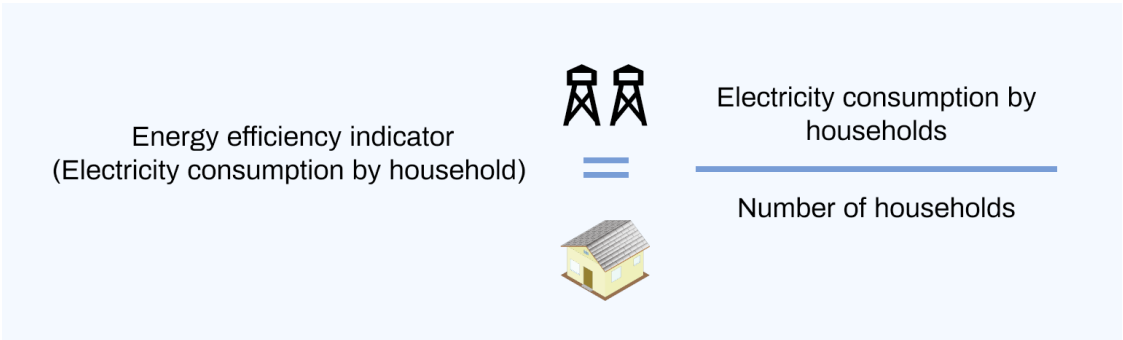 Energy efficiency indicator
(Electricity consumption by household)
=
Electricity consumption by
households
Number of households